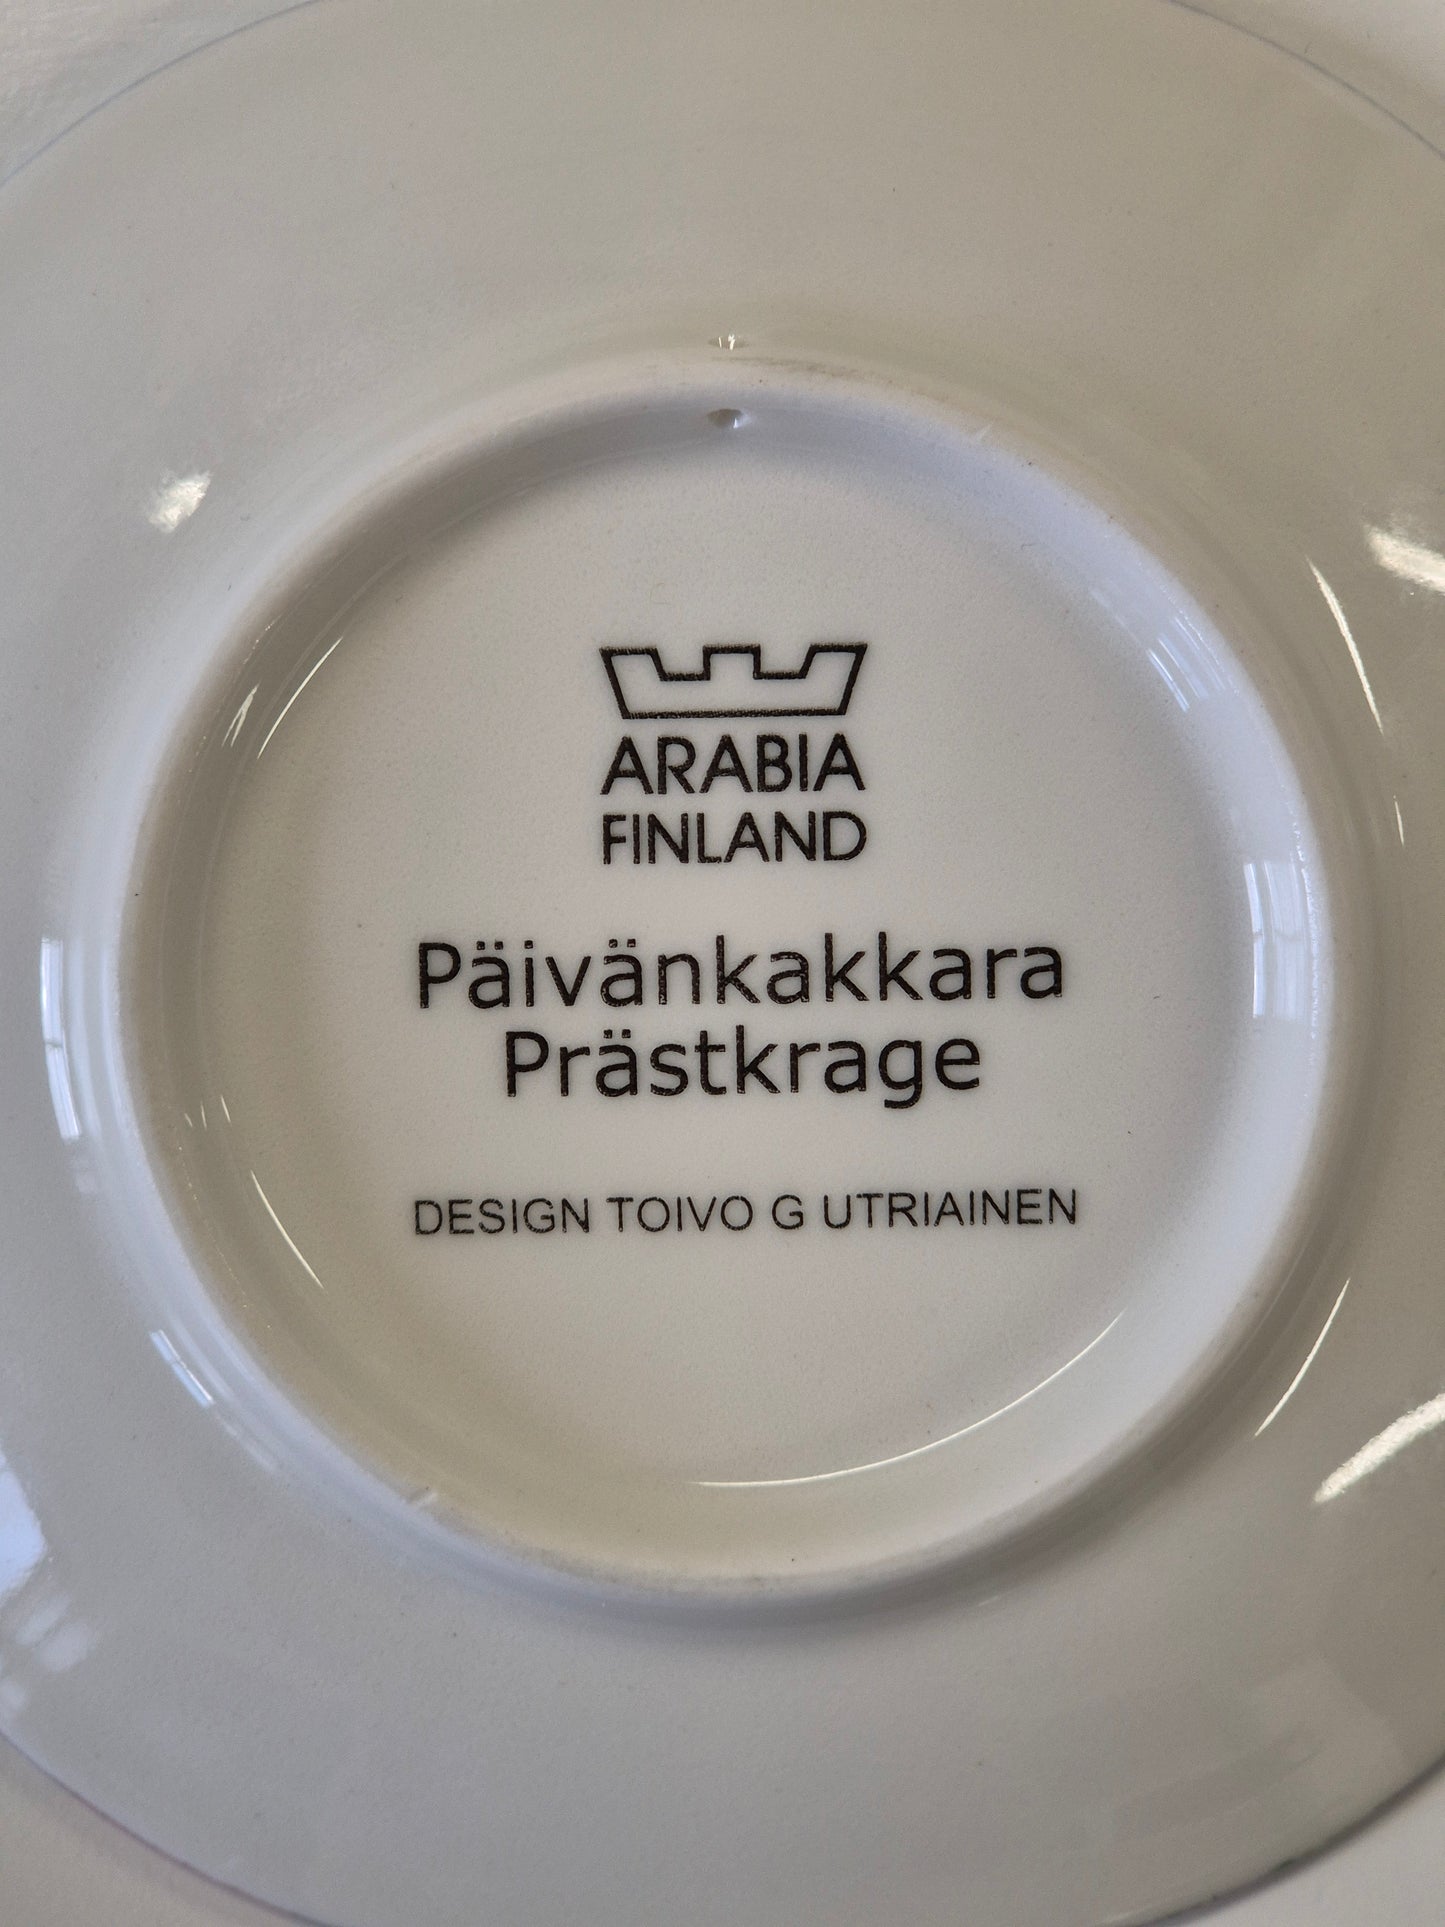 ARABIA
FINLAND
Päivänkakkara
Prästkrage
DESIGN TOIVO G UTRIAINEN